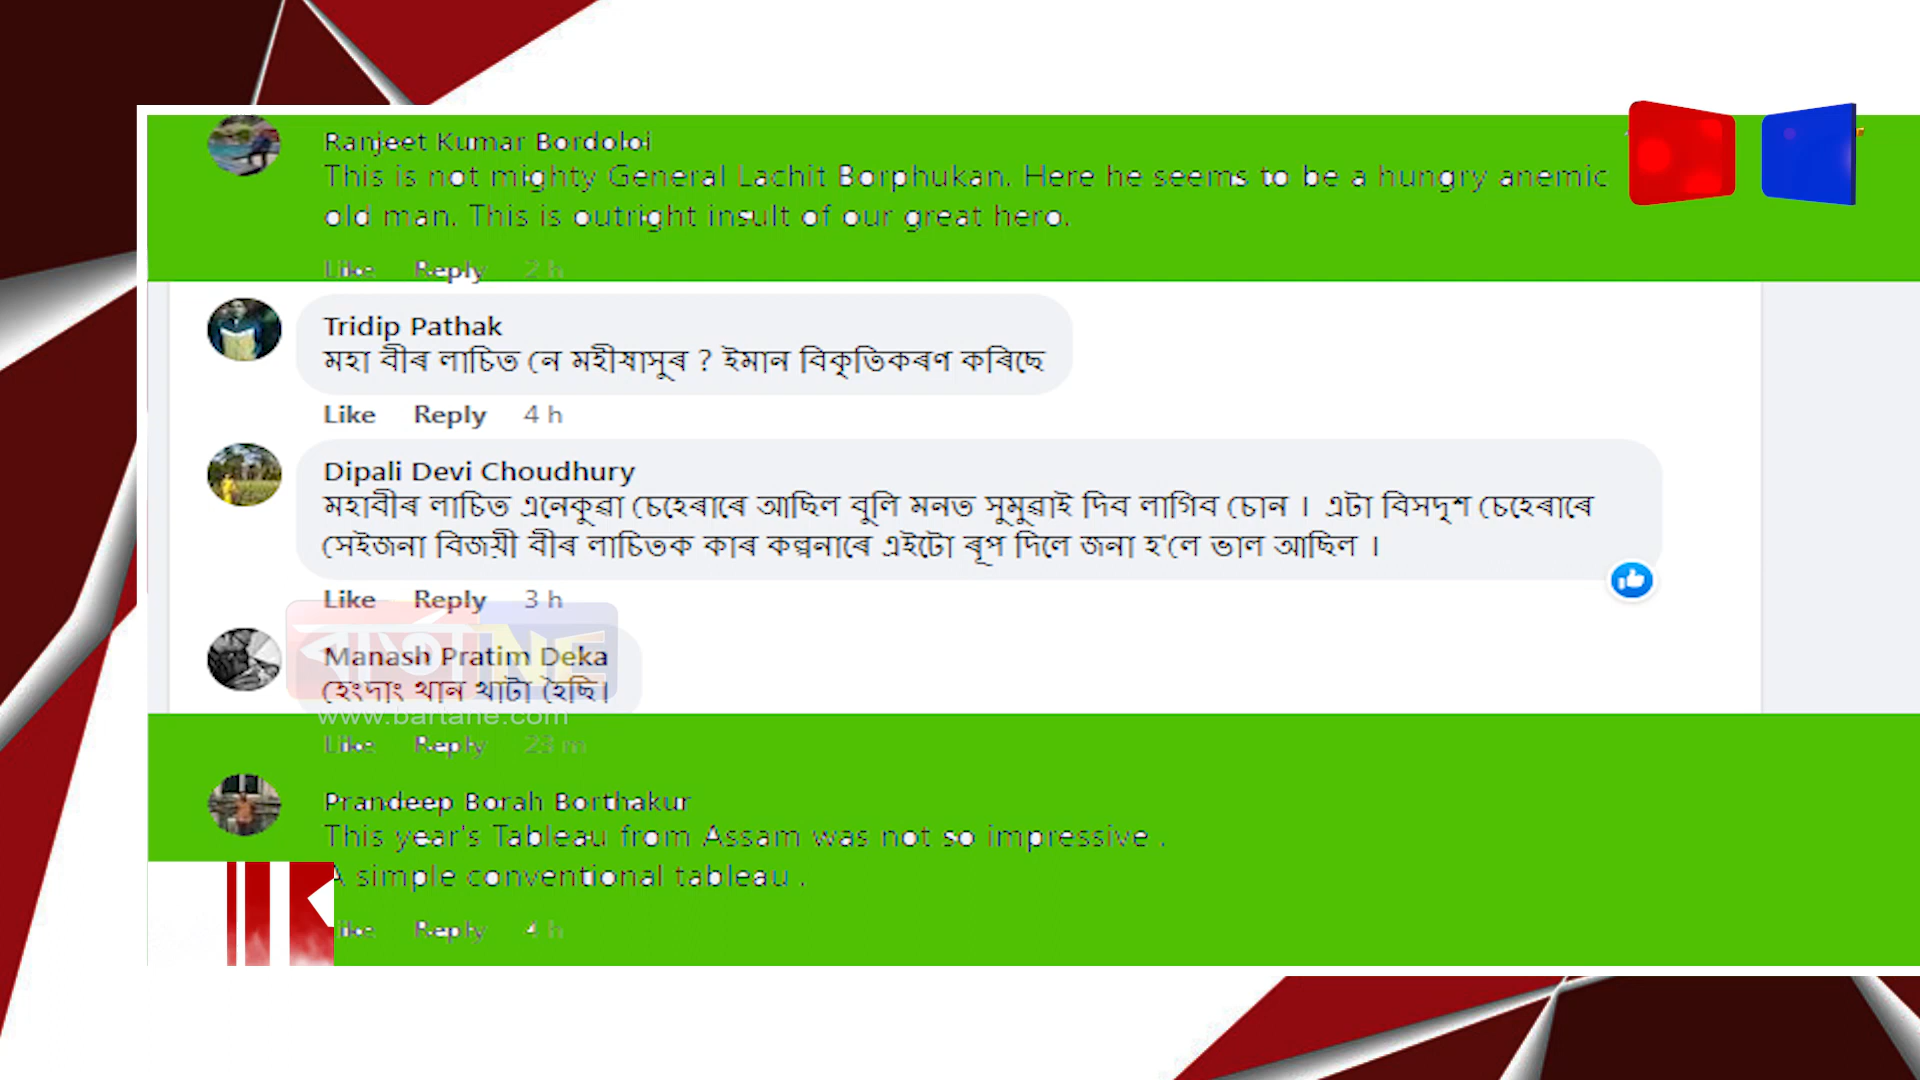 Ranjeet Kumar Bordoloi
This is not mighty General Lachit Borphukan. Here he seems to be a hungry anemic
old man. This is outright insult of our great hero.
Like Reply 2 h
Tridip Pathak
মহা বীৰ লাচিত নে মহীষাসুৰ ? ইমান বিকৃতিকৰণ কৰিছে
Like Reply 4 h
Dipali Devi Choudhury
মহাবীৰ লাচিত এনেকুৱা চেহেৰাৰে আছিল বুলি মনত সুমুৱাই দিব লাগিব চোন । এটা বিসদৃশ চেহেৰাৰে
সেইজনা বিজয়ী বীৰ লাচিতক কাৰ কল্পনাৰে এইটো ৰূপ দিলে জনা হ'লে ভাল আছিল ।
Like Reply 3 h
বাৰ্তা NE
Manash Pratim Deka
হেংদাং থান খাটা হৈছি।
www.bartane.com
Like Reply 23 m
Prandeep Borah Borthakur
This year's Tableau from Assam was not so impressive .
A simple conventional tableau .
Like Reply 4 h